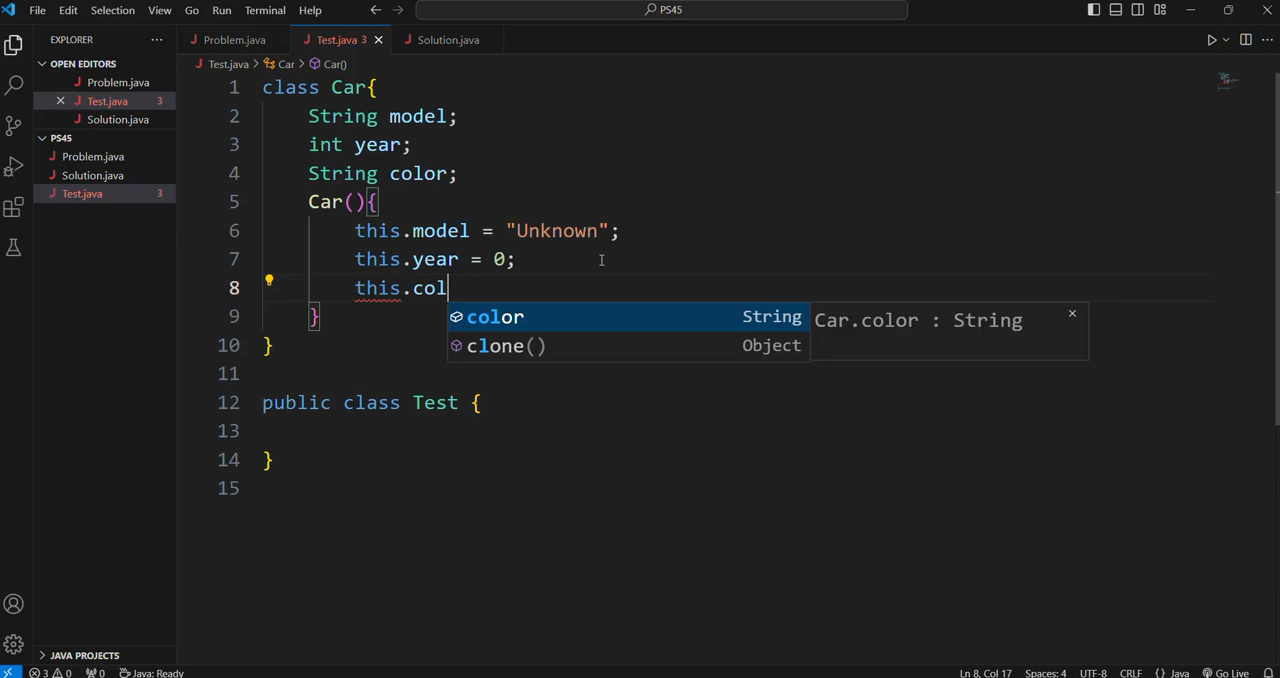 File Edit Selection View Go Run Terminal Help PS45
EXPLORER
OPEN EDITORS
Problem.java
Test.java 3
Solution.java
PS45
Problem.java
Solution.java
Test.java 3
JAVA PROJECTS
Problem.java Test.java 3 Solution.java
Test.java > Car > Car()
1 class Car{
2 String model;
3 int year;
4 String color;
5 Car(){
6 this.model = "Unknown";
7 this.year = 0;
8 this.col
9 }
10 }
11
12 public class Test {
13
14 }
15
color String
clone() Object
Car.color : String
3 0 0 Java: Ready Ln 8, Col 17 Spaces: 4 UTF-8 CRLF {} Java Go Live